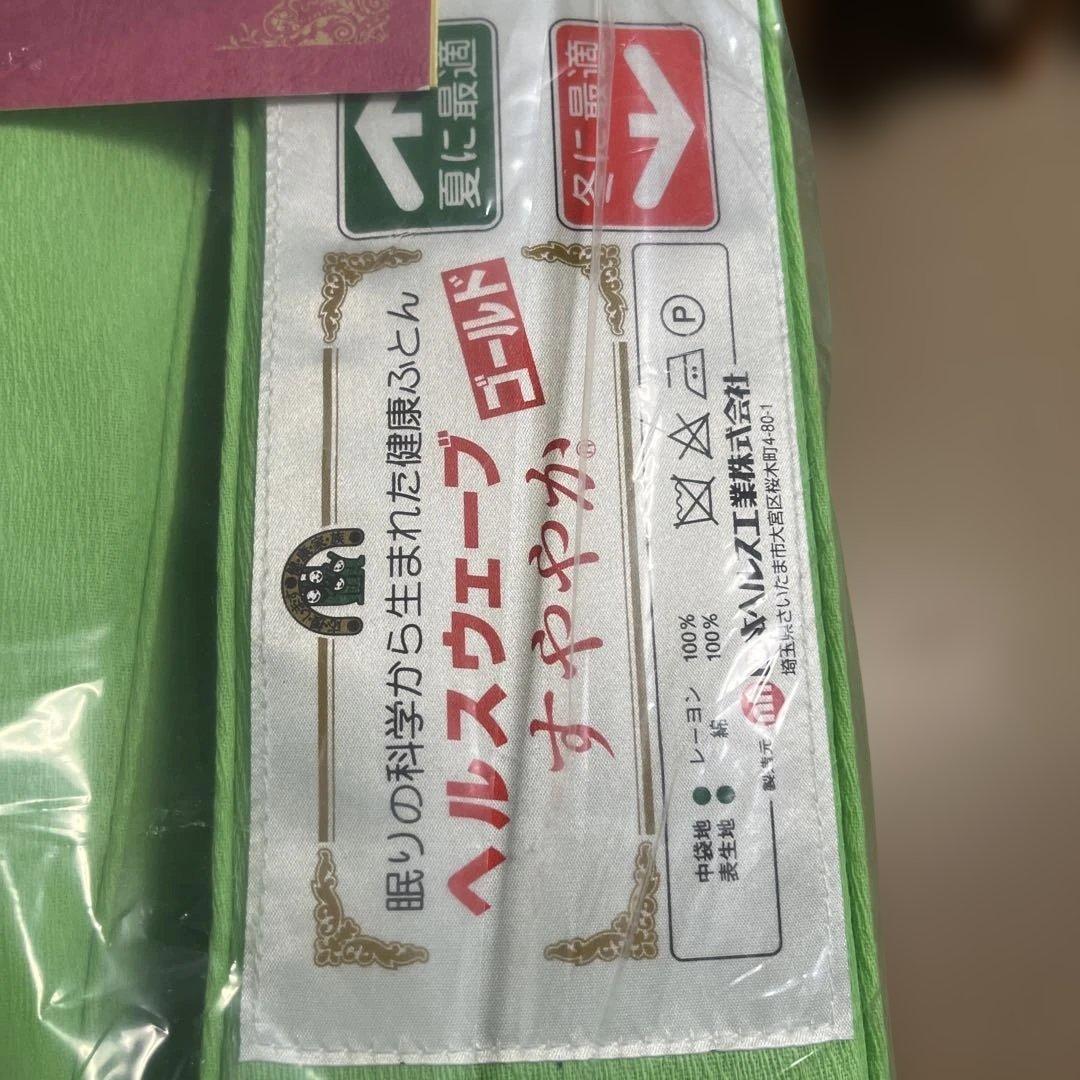 夏に最適
冬に最適
眠りの科学から生まれた健康ふとん
ヘルスウェーブ
ゴールド
すややか
中袋地 レーヨン 100%
表生地 綿 100%
P
製造元
ヘルス工業株式会社
埼玉県さいたま市大宮区桜木町4-80-1